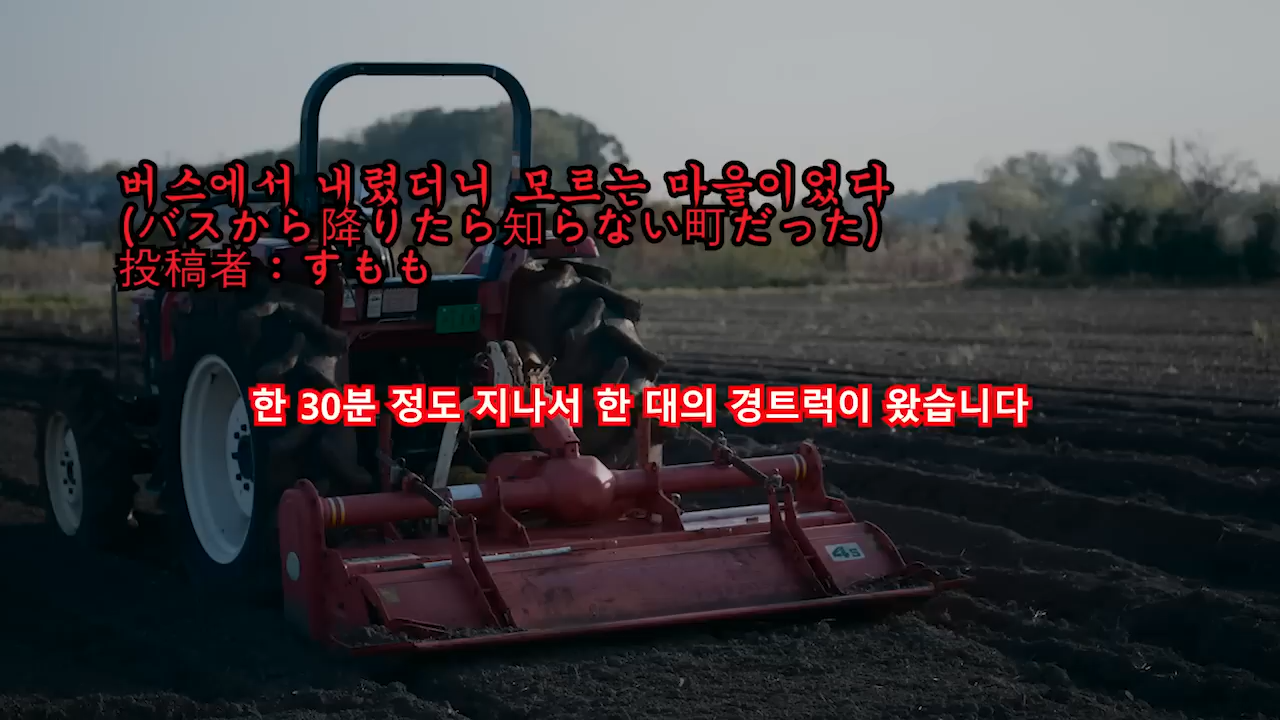 버스에서 내렸더니 모르는 마을이었다
(バスから降りたら知らない町だった)
投稿者：すもも
한 30분 정도 지나서 한 대의 경트럭이 왔습니다
4s